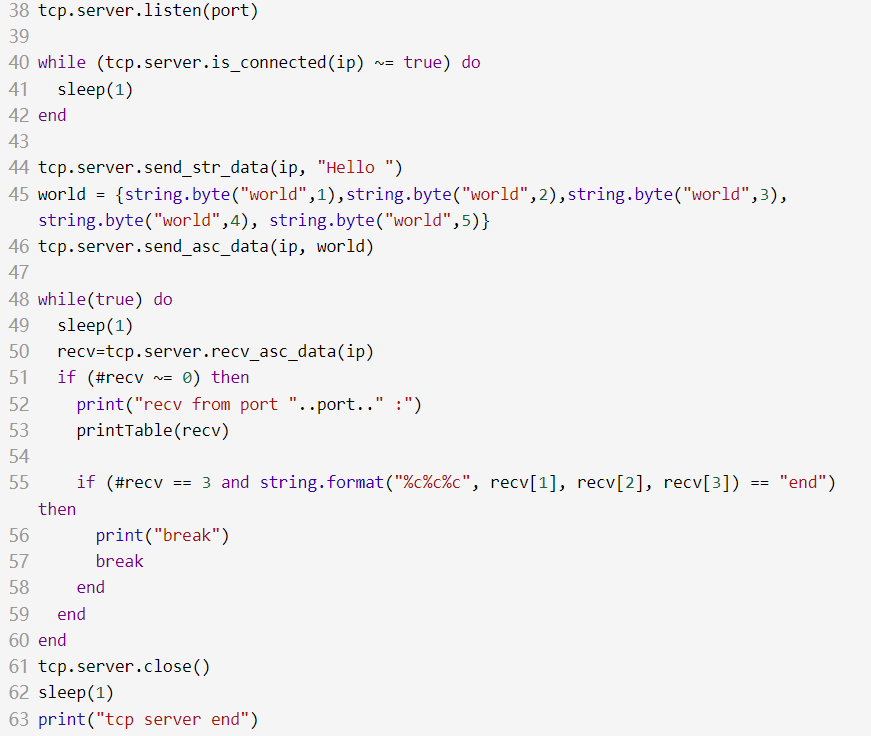 38 tcp.server.listen(port)
39
40 while (tcp.server.is_connected(ip) ~= true) do
41   sleep(1)
42 end
43
44 tcp.server.send_str_data(ip, "Hello ")
45 world = {string.byte("world",1),string.byte("world",2),string.byte("world",3),
string.byte("world",4), string.byte("world",5)}
46 tcp.server.send_asc_data(ip, world)
47
48 while(true) do
49   sleep(1)
50   recv=tcp.server.recv_asc_data(ip)
51   if (#recv ~= 0) then
52     print("recv from port "..port.." :")
53     printTable(recv)
54
55     if (#recv == 3 and string.format("%c%c%c", recv[1], recv[2], recv[3]) == "end")
then
56       print("break")
57       break
58     end
59   end
60 end
61 tcp.server.close()
62 sleep(1)
63 print("tcp server end")